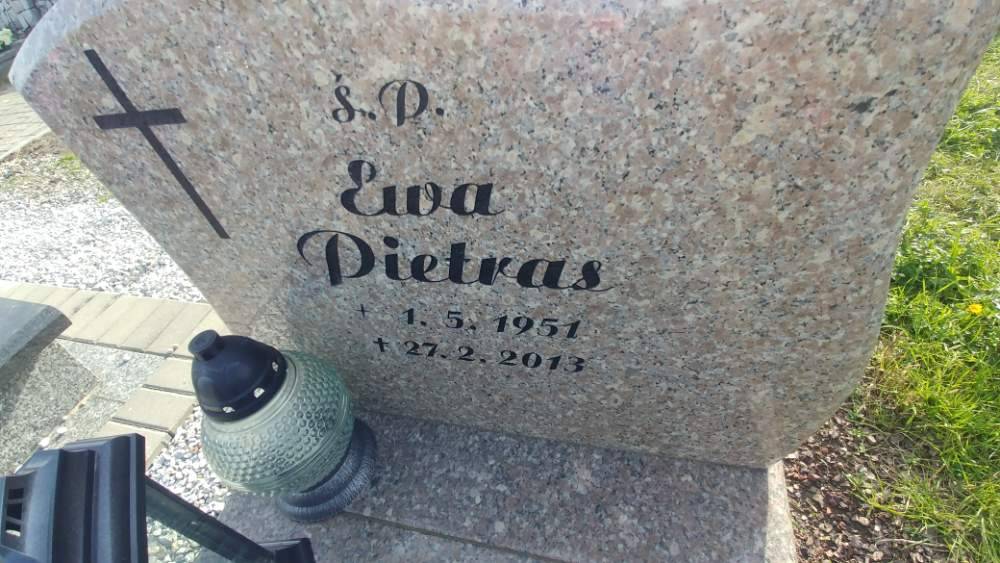 ś. P.
Ewa
Pietras
+ 1. 5. 1951
+ 27. 2. 2013